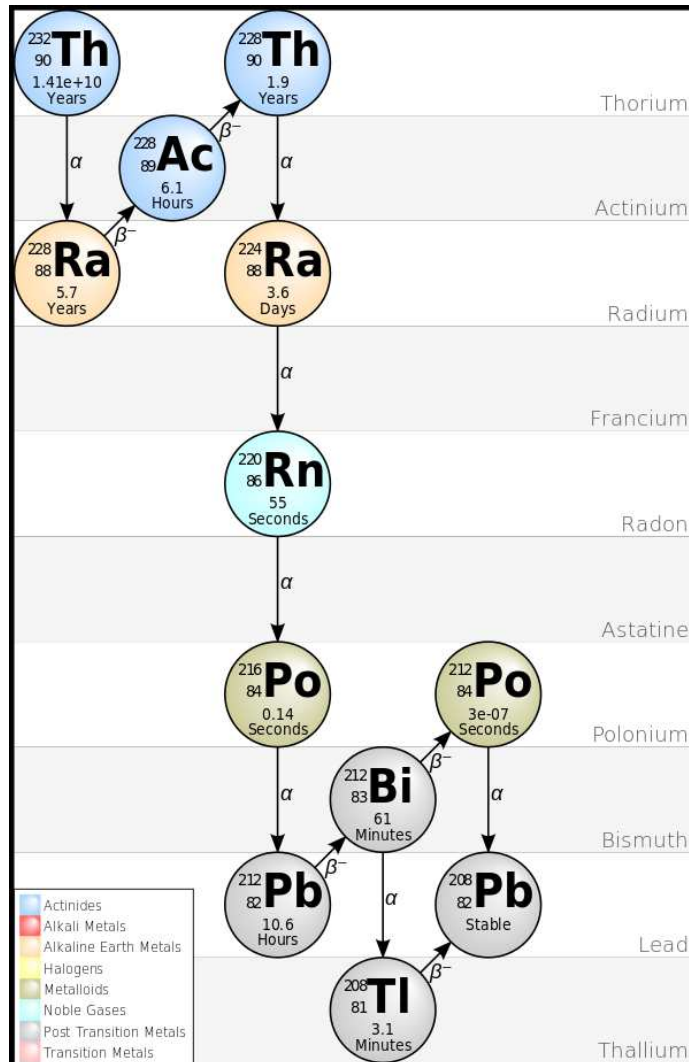 232 90 Th 1.41e+10 Years
228 90 Th 1.9 Years
Thorium
α
β⁻
α
228 89 Ac 6.1 Hours
Actinium
β⁻
228 88 Ra 5.7 Years
224 88 Ra 3.6 Days
Radium
α
Francium
220 86 Rn 55 Seconds
Radon
α
Astatine
216 84 Po 0.14 Seconds
212 84 Po 3e-07 Seconds
Polonium
β⁻
α
212 83 Bi 61 Minutes
α
Bismuth
β⁻
212 82 Pb 10.6 Hours
α
208 82 Pb Stable
Lead
β⁻
208 81 Tl 3.1 Minutes
Thallium
Actinides
Alkali Metals
Alkaline Earth Metals
Halogens
Metalloids
Noble Gases
Post Transition Metals
Transition Metals